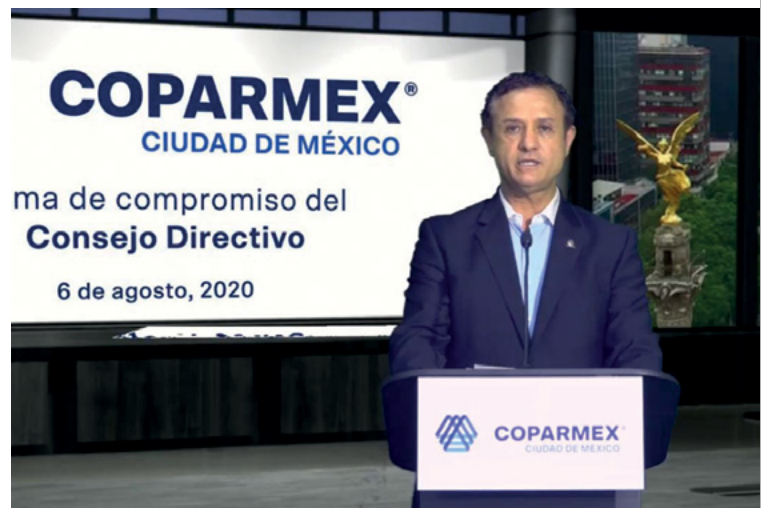 COPARMEX®
CIUDAD DE MÉXICO
ma de compromiso del
Consejo Directivo
6 de agosto, 2020
COPARMEX®
CIUDAD DE MÉXICO